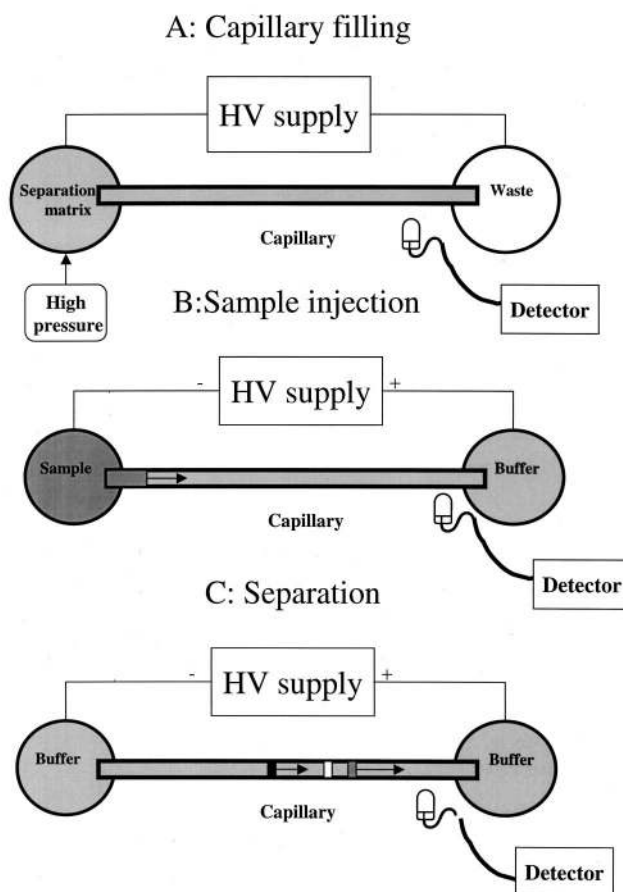 A: Capillary filling
HV supply
Separation
matrix
Waste
Capillary
High
pressure
Detector
B:Sample injection
- HV supply +
Sample
Buffer
Capillary
Detector
C: Separation
- HV supply +
Buffer
Buffer
Capillary
Detector